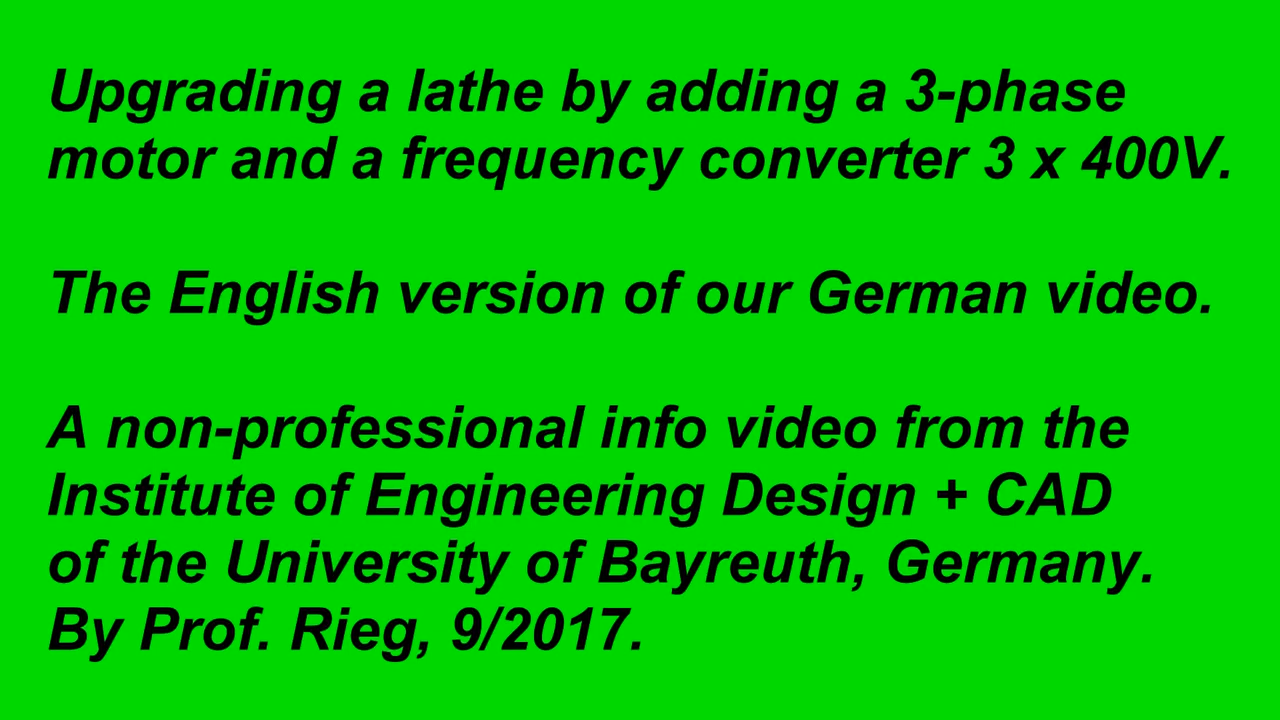 Upgrading a lathe by adding a 3-phase
motor and a frequency converter 3 x 400V.
The English version of our German video.
A non-professional info video from the
Institute of Engineering Design + CAD
of the University of Bayreuth, Germany.
By Prof. Rieg, 9/2017.